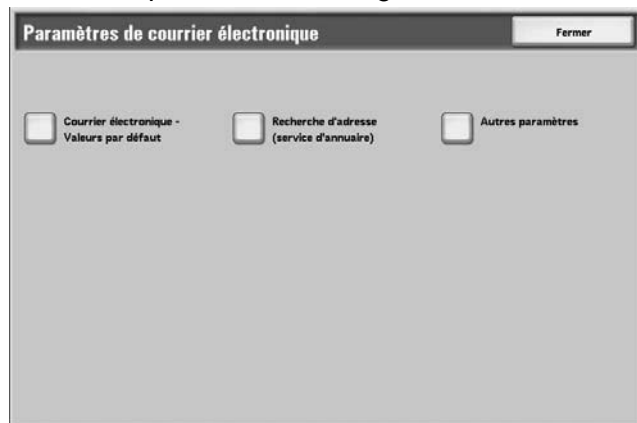 Paramètres de courrier électronique
Fermer
Courrier électronique -
Valeurs par défaut
Recherche d'adresse
(service d'annuaire)
Autres paramètres